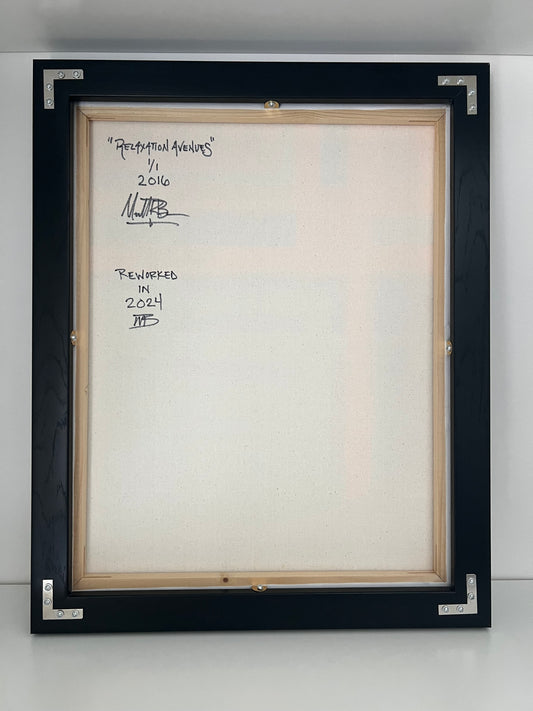 "RELAXATION AVENUES"
1/1
2016
REWORKED
IN
2024